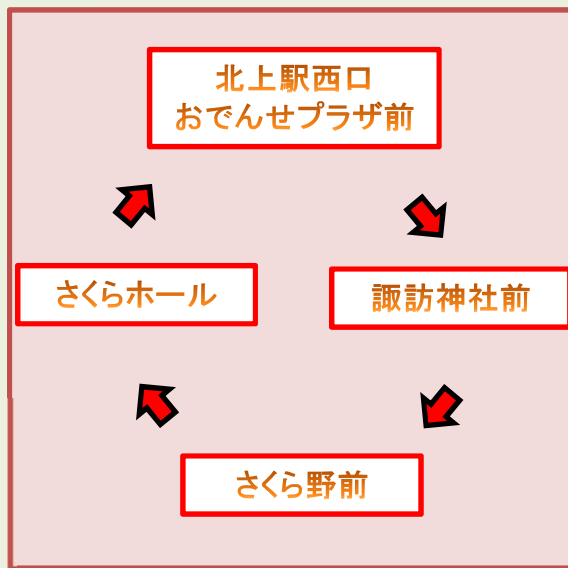 北上駅西口
おでんせプラザ前
さくらホール
諏訪神社前
さくら野前